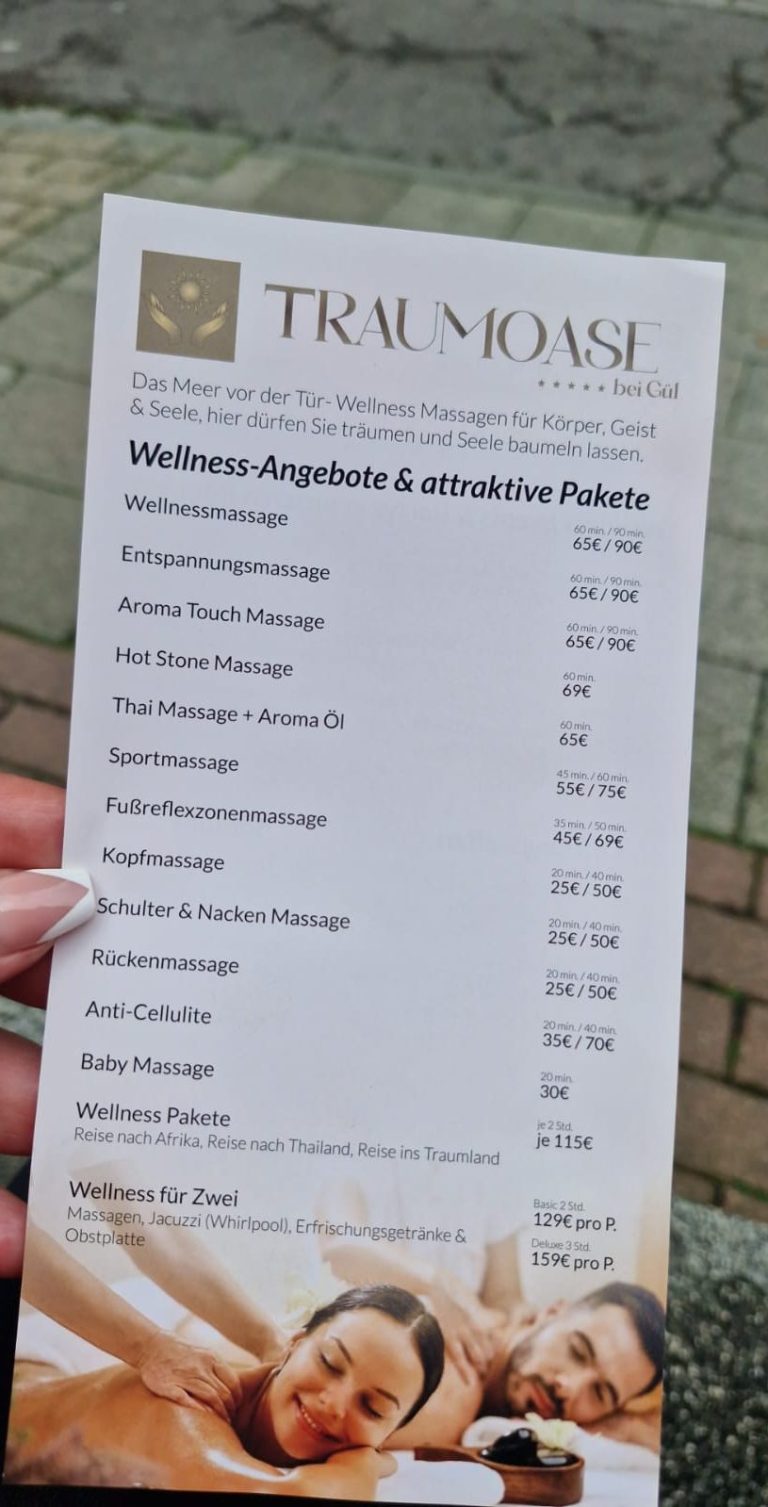 TRAUMOASE
★★★★★ bei Gül
Das Meer vor der Tür- Wellness Massagen für Körper, Geist
& Seele, hier dürfen Sie träumen und Seele baumeln lassen.
Wellness-Angebote & attraktive Pakete
Wellnessmassage
60 min. / 90 min.
65€ / 90€
Entspannungsmassage
60 min. / 90 min.
65€ / 90€
Aroma Touch Massage
60 min. / 90 min.
65€ / 90€
Hot Stone Massage
60 min.
69€
Thai Massage + Aroma Öl
60 min.
65€
Sportmassage
45 min. / 60 min.
55€ / 75€
Fußreflexzonenmassage
35 min. / 50 min.
45€ / 69€
Kopfmassage
20 min. / 40 min.
25€ / 50€
Schulter & Nacken Massage
20 min. / 40 min.
25€ / 50€
Rückenmassage
20 min. / 40 min.
25€ / 50€
Anti-Cellulite
20 min. / 40 min.
35€ / 70€
Baby Massage
20 min.
30€
Wellness Pakete
Reise nach Afrika, Reise nach Thailand, Reise ins Traumland
je 2 Std.
je 115€
Wellness für Zwei
Massagen, Jacuzzi (Whirlpool), Erfrischungsgetränke &
Obstplatte
Basic 2 Std.
129€ pro P.
Deluxe 3 Std.
159€ pro P.